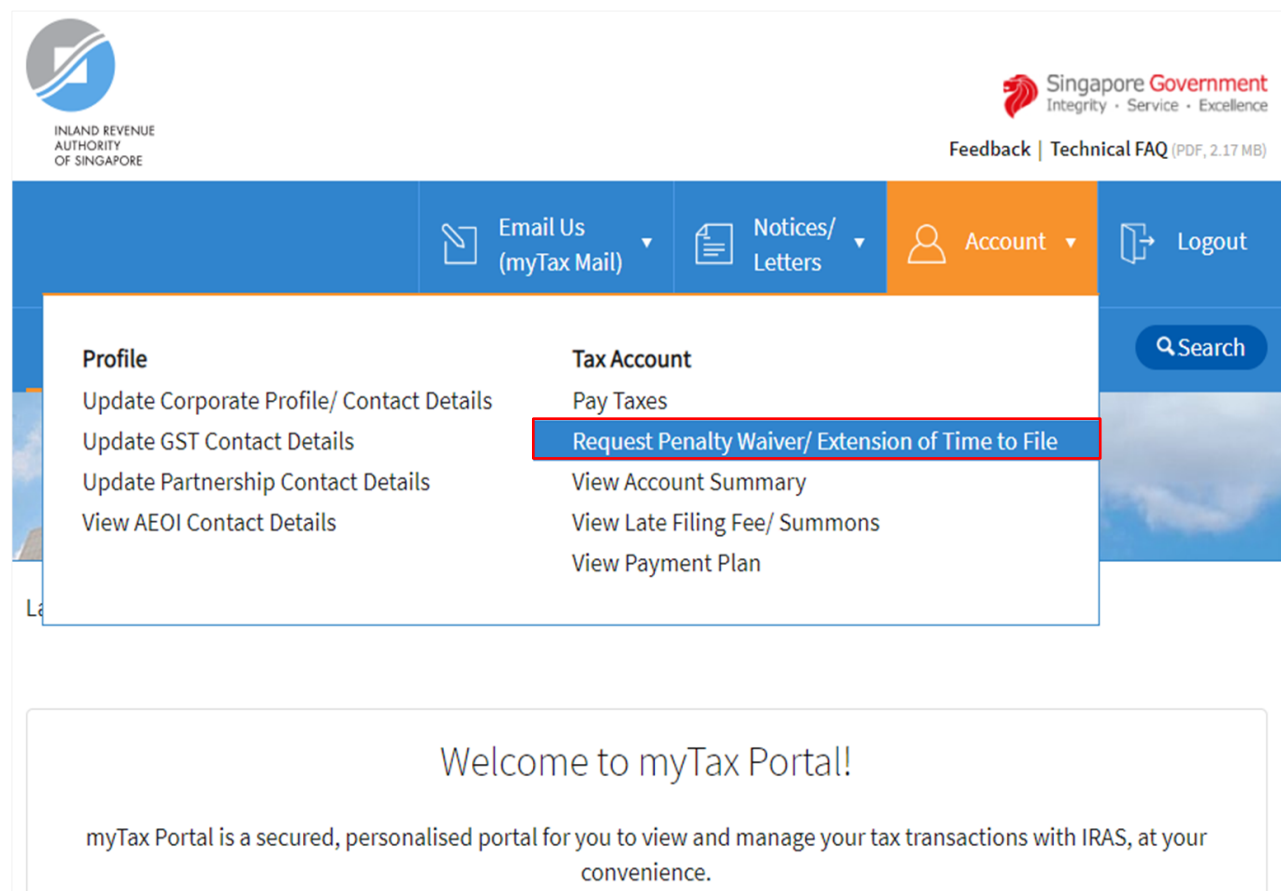 INLAND REVENUE
AUTHORITY
OF SINGAPORE
Singapore Government
Integrity · Service · Excellence
Feedback | Technical FAQ (PDF, 2.17 MB)
Email Us
(myTax Mail)
Notices/
Letters
Account
Logout
Search
Profile
Update Corporate Profile/ Contact Details
Update GST Contact Details
Update Partnership Contact Details
View AEOI Contact Details
Tax Account
Pay Taxes
Request Penalty Waiver/ Extension of Time to File
View Account Summary
View Late Filing Fee/ Summons
View Payment Plan
Welcome to myTax Portal!
myTax Portal is a secured, personalised portal for you to view and manage your tax transactions with IRAS, at your
convenience.